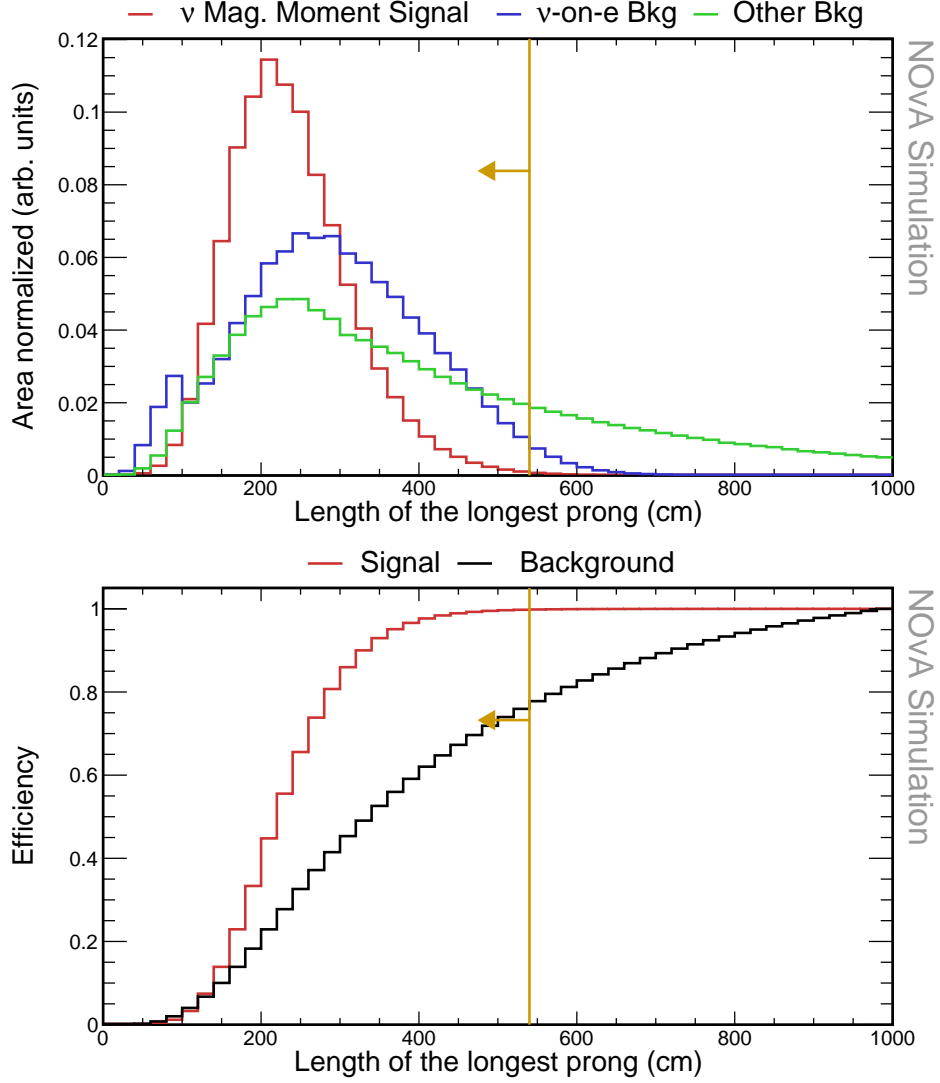 ν Mag. Moment Signal ν-on-e Bkg Other Bkg
0.12
0.1
0.08
0.06
0.04
0.02
0
Area normalized (arb. units)
0 200 400 600 800 1000
Length of the longest prong (cm)
NOvA Simulation
Signal Background
1
0.8
0.6
0.4
0.2
0
Efficiency
0 200 400 600 800 1000
Length of the longest prong (cm)
NOvA Simulation